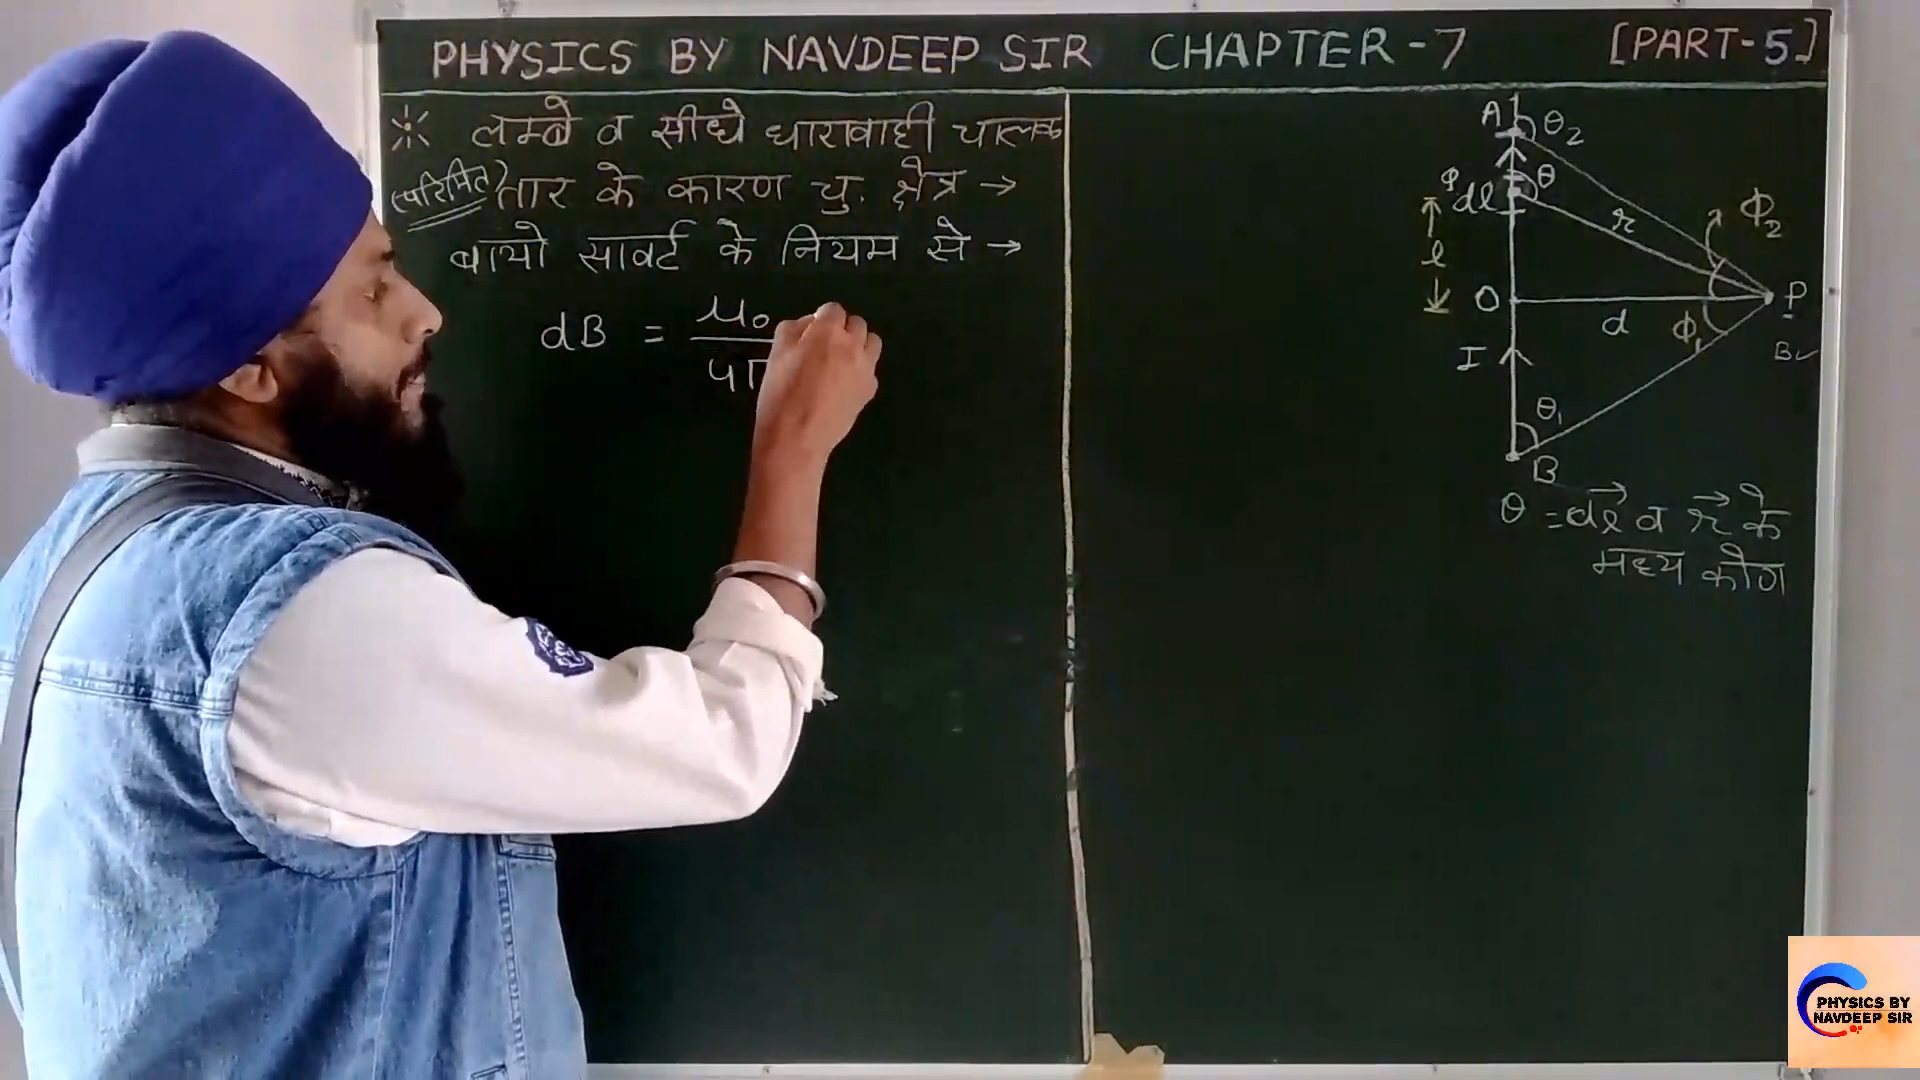 PHYSICS BY NAVDEEP SIR CHAPTER-7 [PART-5]
लम्बे व सीधे धारावाही चालक
(परिमित) तार के कारण चु. क्षेत्र →
बायो सावर्ट के नियम से →
dB = μ₀
4π
A
θ₂
θ
dl
r
ϕ₂
l
O
d
ϕ₁
P
B
I
θ₁
B
θ = dl⃗ व r⃗ के
मध्य कोण
PHYSICS BY
NAVDEEP SIR